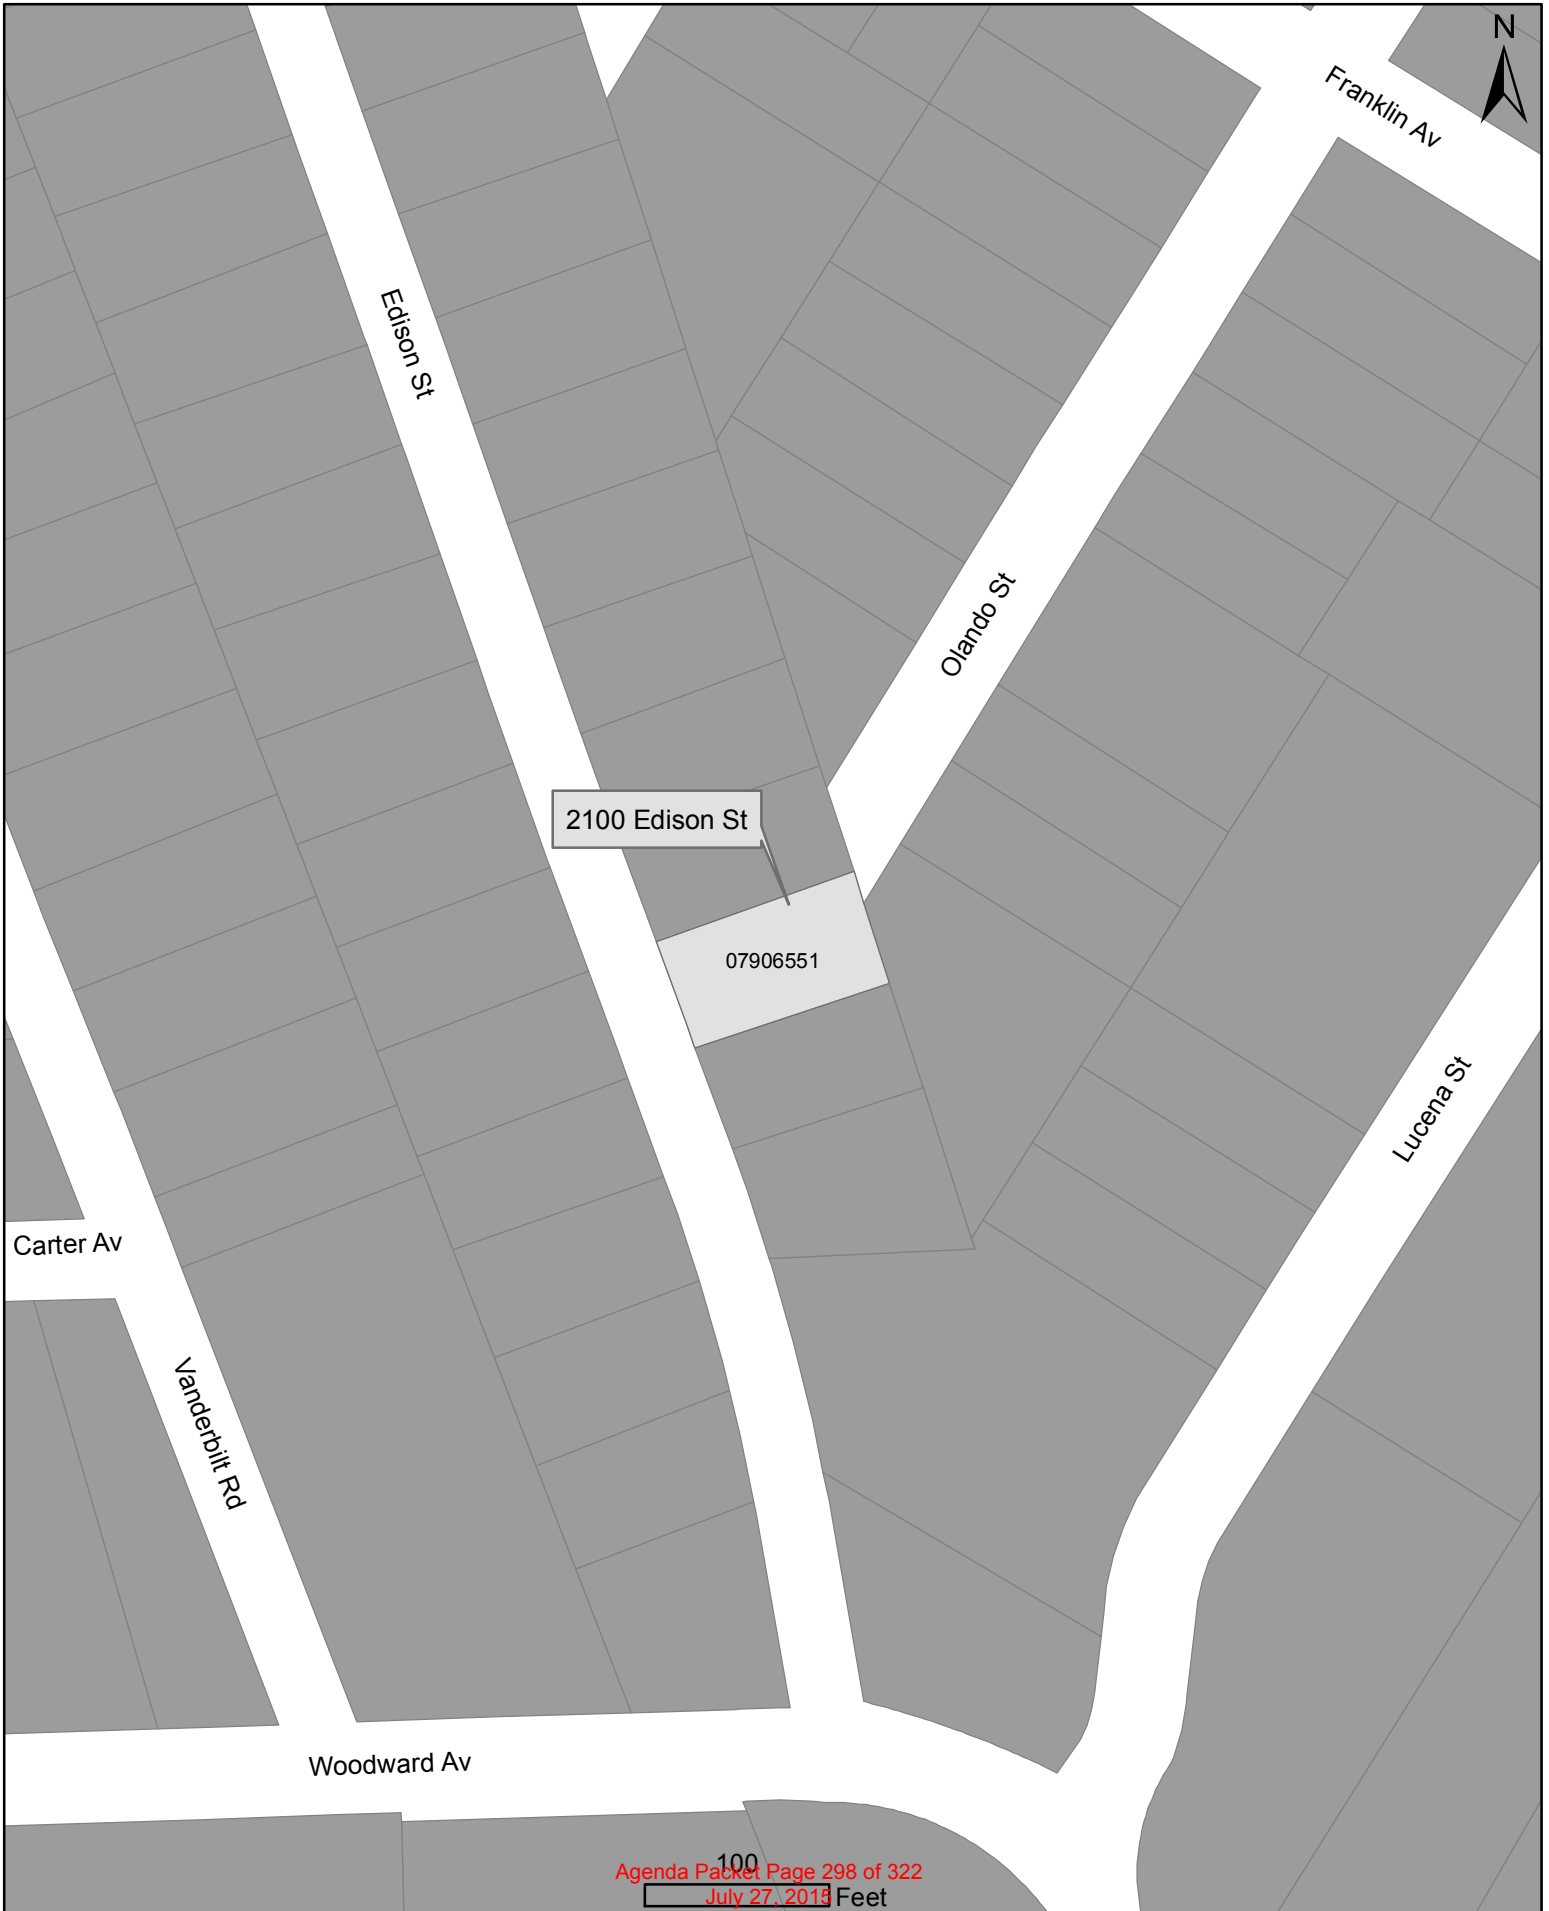 N
Franklin Av
Edison St
Olando St
2100 Edison St
07906551
Lucena St
Carter Av
Vanderbilt Rd
Woodward Av
100
Agenda Packet Page 298 of 322
July 27, 2015
Feet